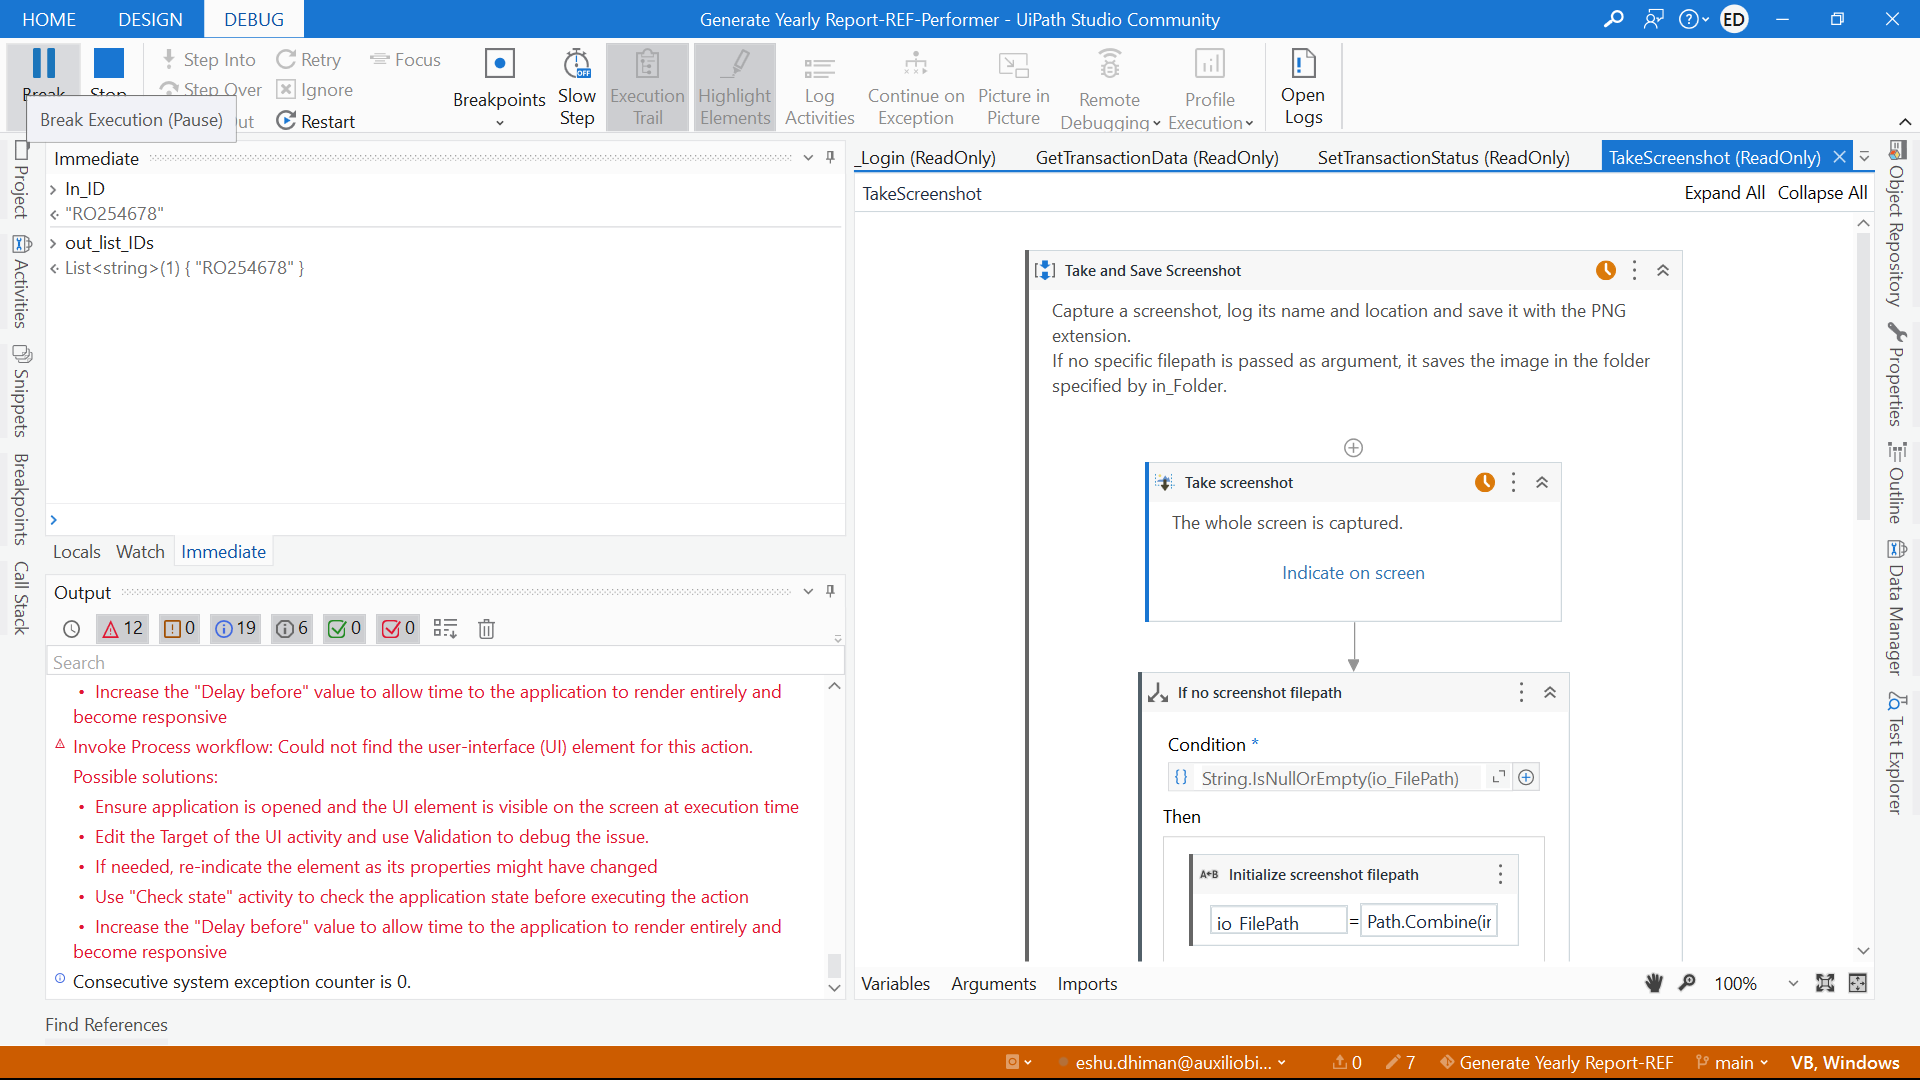 HOME DESIGN DEBUG Generate Yearly Report-REF-Performer - UiPath Studio Community ED
Step Into Retry Focus
Step Over Ignore
Restart
Breakpoints
Slow
Step
Execution
Trail
Highlight
Elements
Log
Activities
Continue on
Exception
Picture in
Picture
Remote
Debugging
Profile
Execution
Open
Logs
Break Execution (Pause)
Project
Activities
Snippets
Breakpoints
Call Stack
Immediate
In_ID
"RO254678"
out_list_IDs
List<string>(1) { "RO254678" }
Locals Watch Immediate
Output
12 0 19 6 0 0
Search
• Increase the "Delay before" value to allow time to the application to render entirely and
become responsive
Invoke Process workflow: Could not find the user-interface (UI) element for this action.
Possible solutions:
• Ensure application is opened and the UI element is visible on the screen at execution time
• Edit the Target of the UI activity and use Validation to debug the issue.
• If needed, re-indicate the element as its properties might have changed
• Use "Check state" activity to check the application state before executing the action
• Increase the "Delay before" value to allow time to the application to render entirely and
become responsive
Consecutive system exception counter is 0.
Find References
_Login (ReadOnly) GetTransactionData (ReadOnly) SetTransactionStatus (ReadOnly) TakeScreenshot (ReadOnly)
TakeScreenshot Expand All Collapse All
Take and Save Screenshot
Capture a screenshot, log its name and location and save it with the PNG
extension.
If no specific filepath is passed as argument, it saves the image in the folder
specified by in_Folder.
Take screenshot
The whole screen is captured.
Indicate on screen
If no screenshot filepath
Condition *
String.IsNullOrEmpty(io_FilePath)
Then
A+B Initialize screenshot filepath
io_FilePath = Path.Combine(ir
Variables Arguments Imports 100%
Object Repository
Properties
Outline
Data Manager
Test Explorer
eshu.dhiman@auxiliobi... 0 7 Generate Yearly Report-REF main VB, Windows